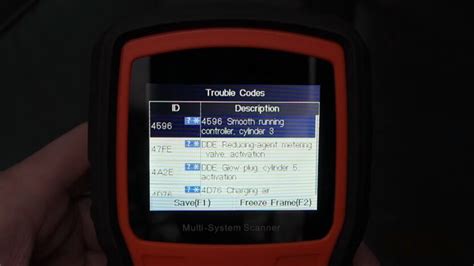 Trouble Codes
ID Description
4596 ?* 4596 Smooth running
controller, cylinder 3
47FE ?* DDE Reducing-agent metering
valve, activation
4A2E ?* DDE Glow plug, cylinder 5,
activation
4D76 ?* 4D76 Charging air
Save(F1) Freeze Frame(F2)
Multi-System Scanner